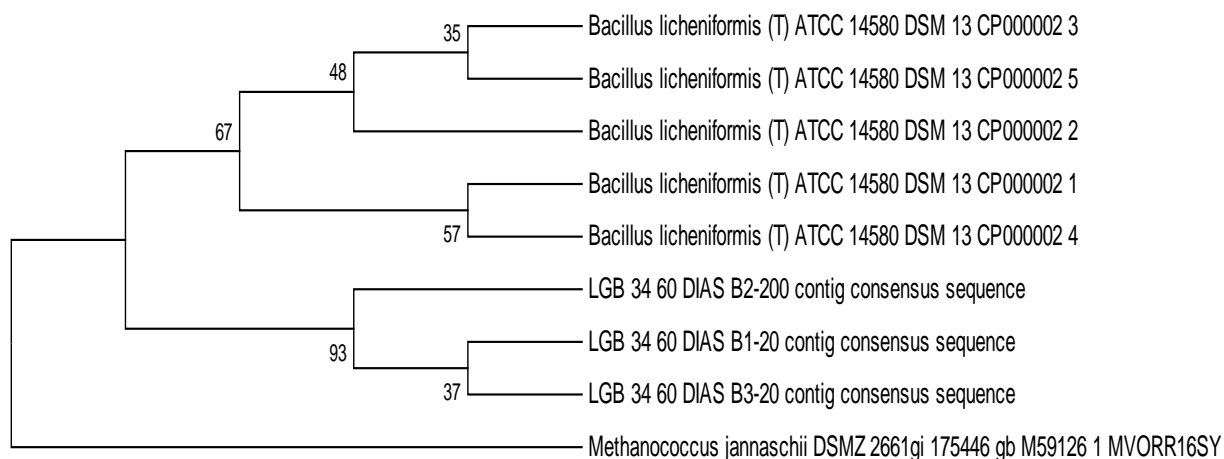 35
Bacillus licheniformis (T) ATCC 14580 DSM 13 CP000002 3
48
Bacillus licheniformis (T) ATCC 14580 DSM 13 CP000002 5
67
Bacillus licheniformis (T) ATCC 14580 DSM 13 CP000002 2
Bacillus licheniformis (T) ATCC 14580 DSM 13 CP000002 1
57
Bacillus licheniformis (T) ATCC 14580 DSM 13 CP000002 4
LGB 34 60 DIAS B2-200 contig consensus sequence
93
LGB 34 60 DIAS B1-20 contig consensus sequence
37
LGB 34 60 DIAS B3-20 contig consensus sequence
Methanococcus jannaschii DSMZ 2661gi 175446 gb M59126 1 MVORR16SY